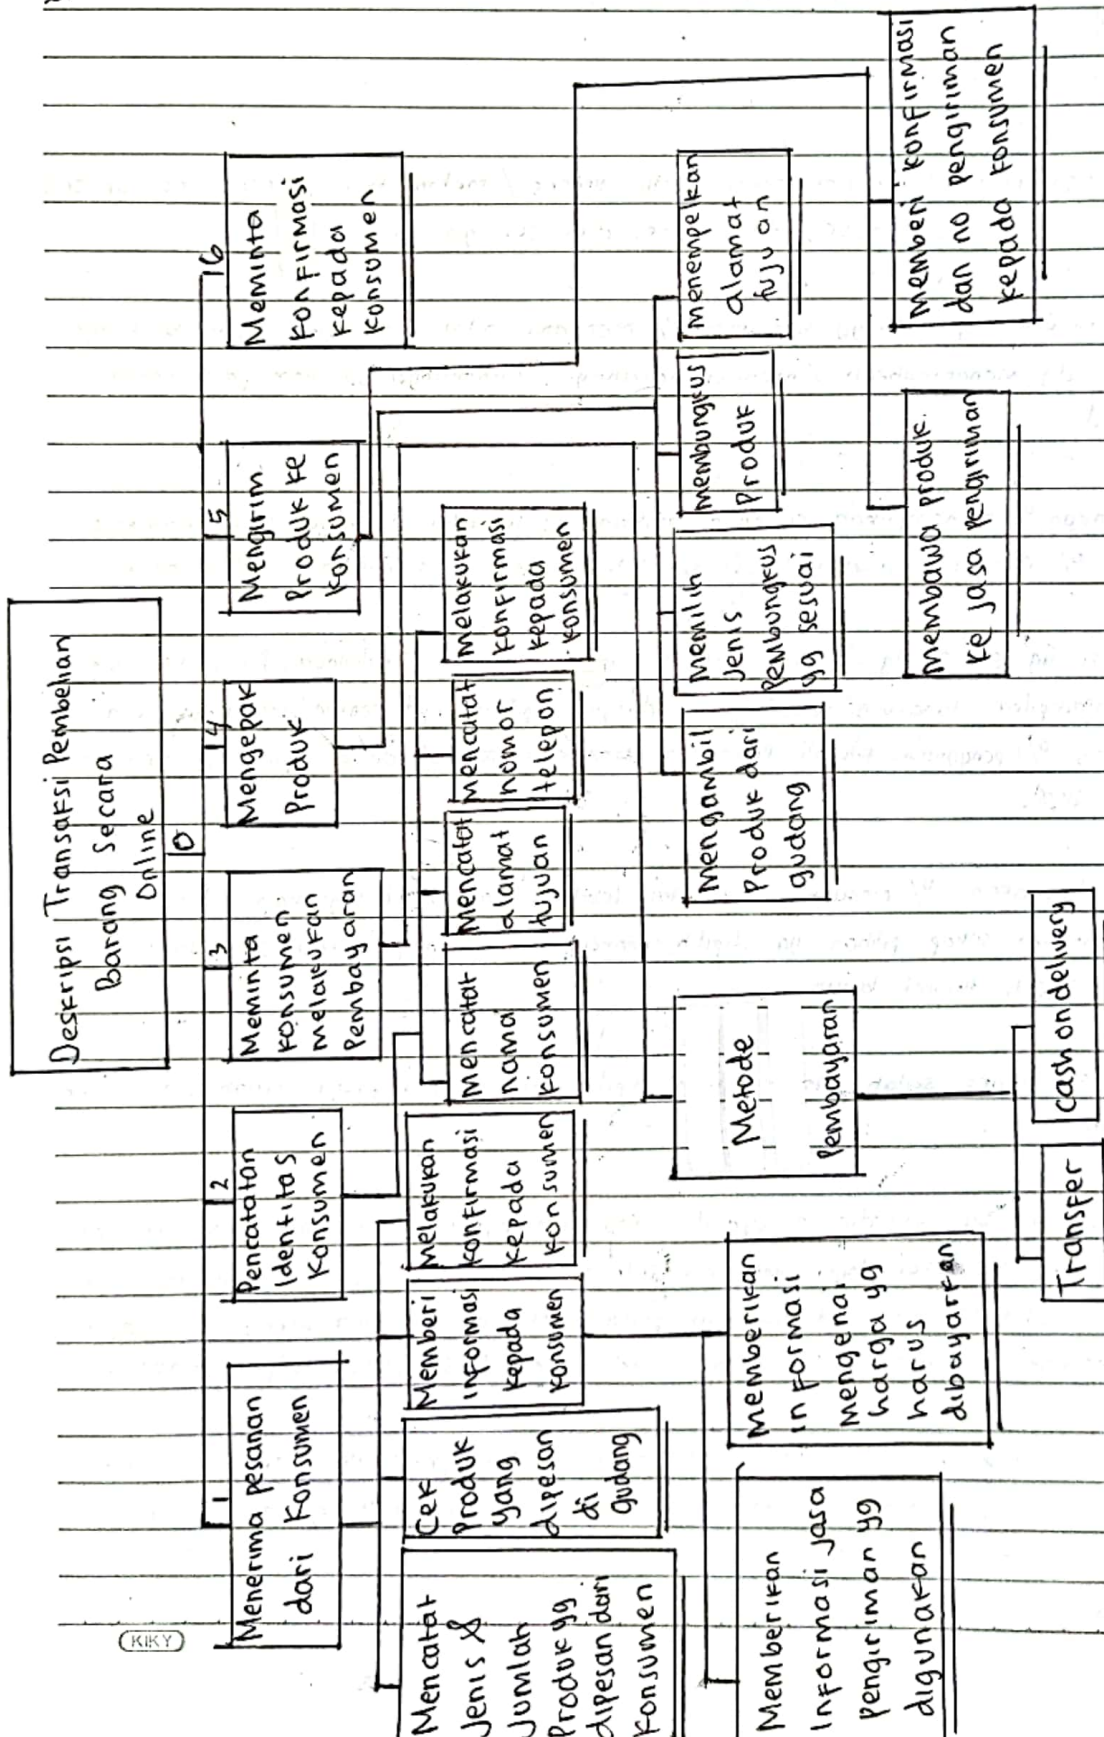 Deskripsi Transaksi Pembelian
Barang Secara
Online
0
1
Menerima pesanan
dari Konsumen
2
Pencatatan
Identitas
Konsumen
3
Meminta
Konsumen
melakukan
Pembayaran
4
Mengepak
Produk
5
Mengirim
Produk ke
Konsumen
6
Meminta
Konfirmasi
kepada
Konsumen
Mencatat
Jenis &
Jumlah
Produk yg
dipesan dari
Konsumen
Cek
Produk
yang
dipesan
di
gudang
Memberi
informasi
kepada
konsumen
Melakukan
konfirmasi
kepada
konsumen
Mencatat
nama
konsumen
Mencatat
alamat
tujuan
Mencatat
nomor
telepon
Melakukan
konfirmasi
kepada
konsumen
Memberikan
Informasi jasa
pengiriman yg
digunakan
Memberikan
informasi
mengenai
harga yg
harus
dibayarkan
Metode
Pembayaran
Transfer
cash on delivery
Mengambil
Produk dari
gudang
Memilih
Jenis
Pembungkus
yg sesuai
Membungkus
Produk
Menempelkan
alamat
tujuan
Membawa produk
ke jasa pengiriman
Memberi konfirmasi
dan no pengiriman
kepada konsumen
KIKY